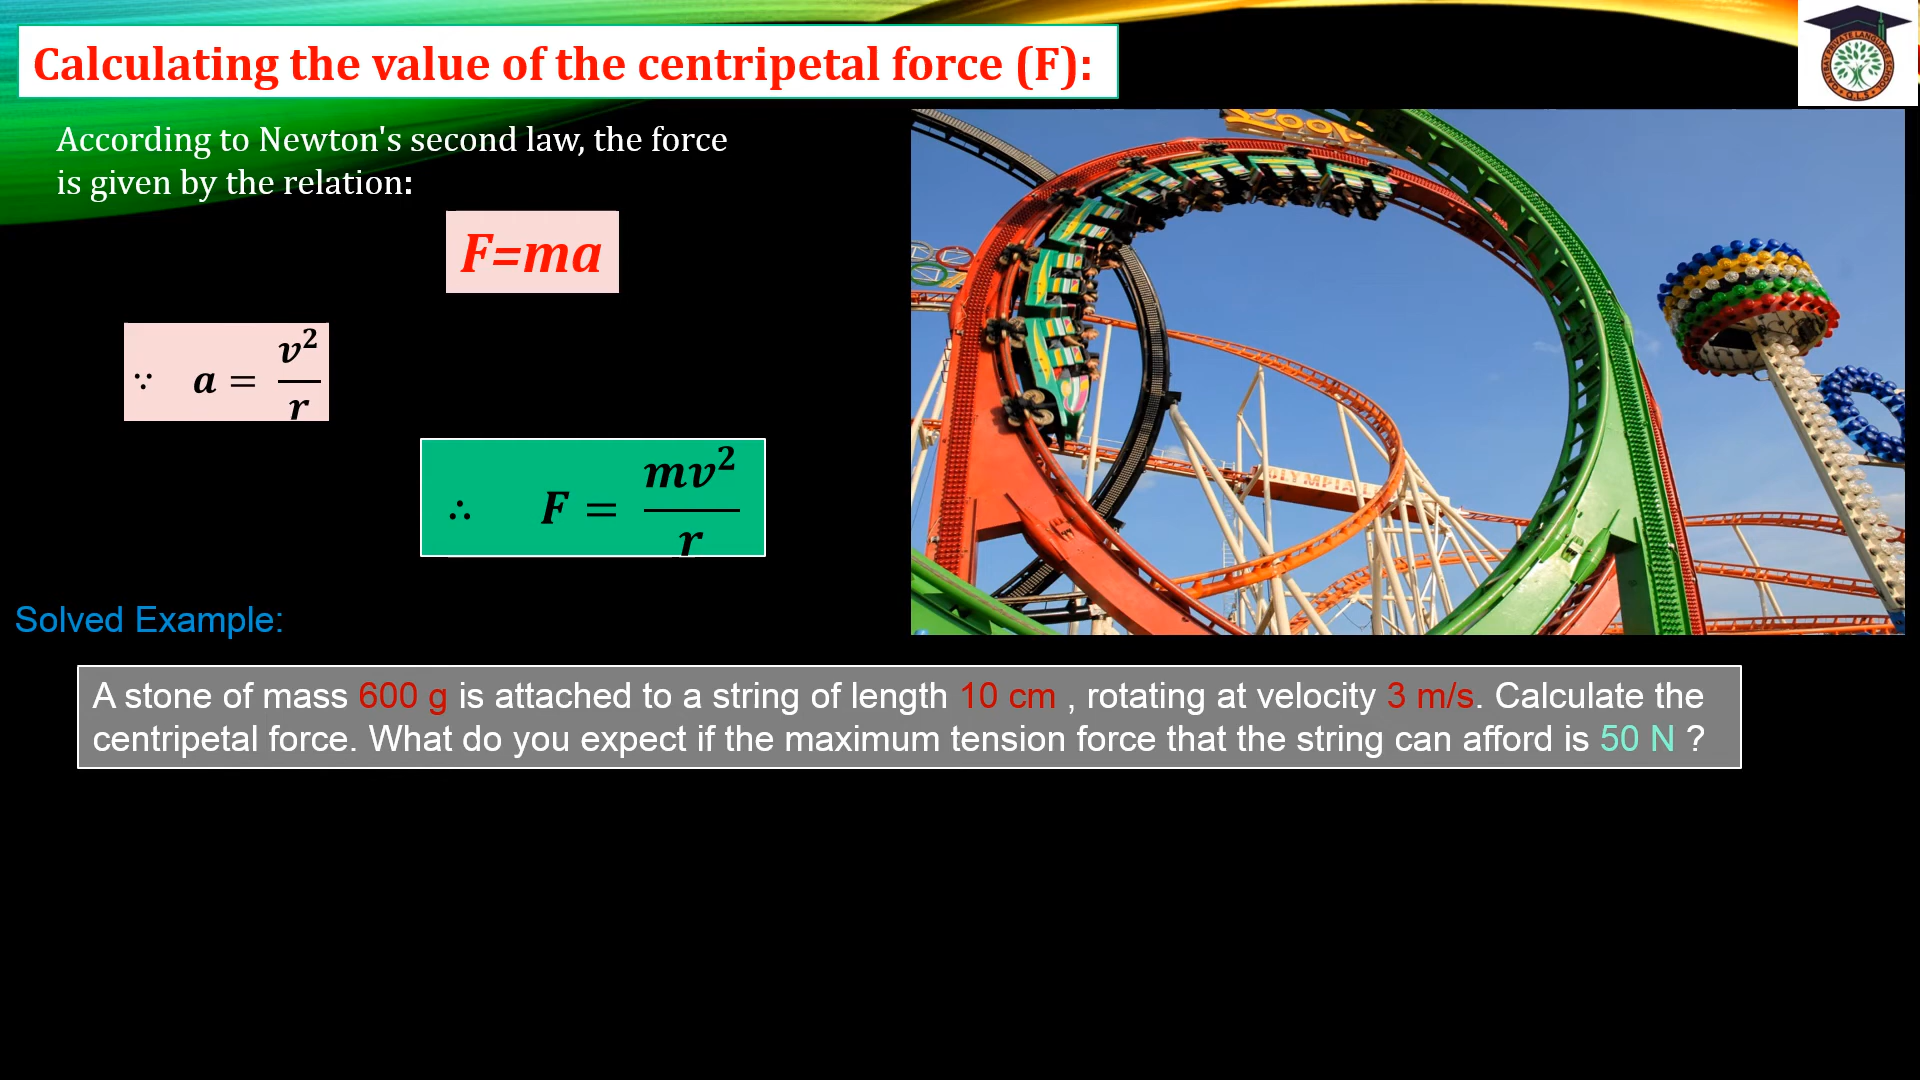 Calculating the value of the centripetal force (F):
According to Newton's second law, the force
is given by the relation:
F=ma
∵ a = v²/r
∴ F = mv²/r
OLYMPIA
Solved Example:
A stone of mass 600 g is attached to a string of length 10 cm , rotating at velocity 3 m/s. Calculate the
centripetal force. What do you expect if the maximum tension force that the string can afford is 50 N ?